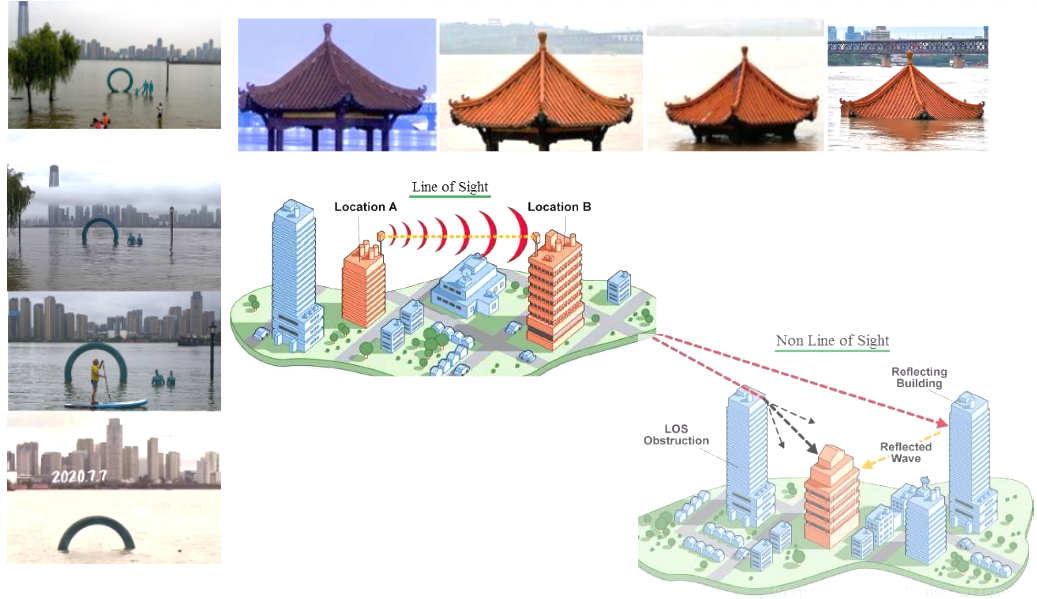 Line of Sight
Location A
Location B
Non Line of Sight
Reflecting
Building
LOS
Obstruction
Reflected
Wave
2020.7.7